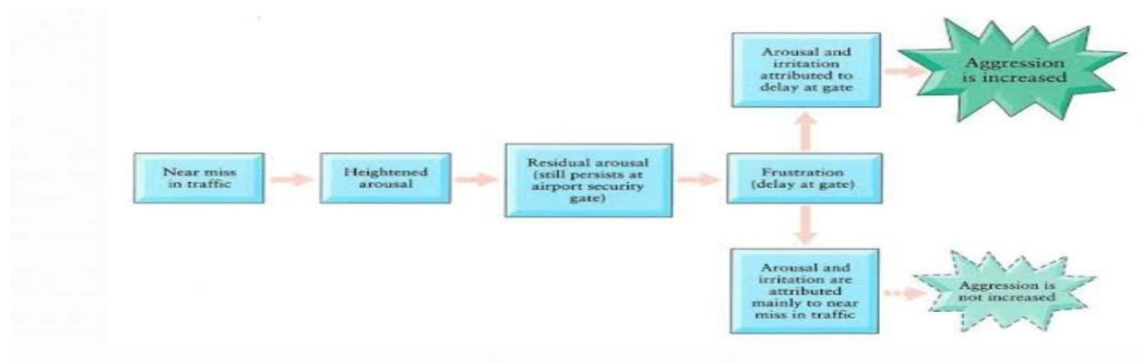 Near miss
in traffic
Heightened
arousal
Residual arousal
(still persists at
airport security
gate)
Frustration
(delay at gate)
Arousal and
irritation
attributed to
delay at gate
Aggression
is increased
Arousal and
irritation are
attributed
mainly to near
miss in traffic
Aggression is
not increased